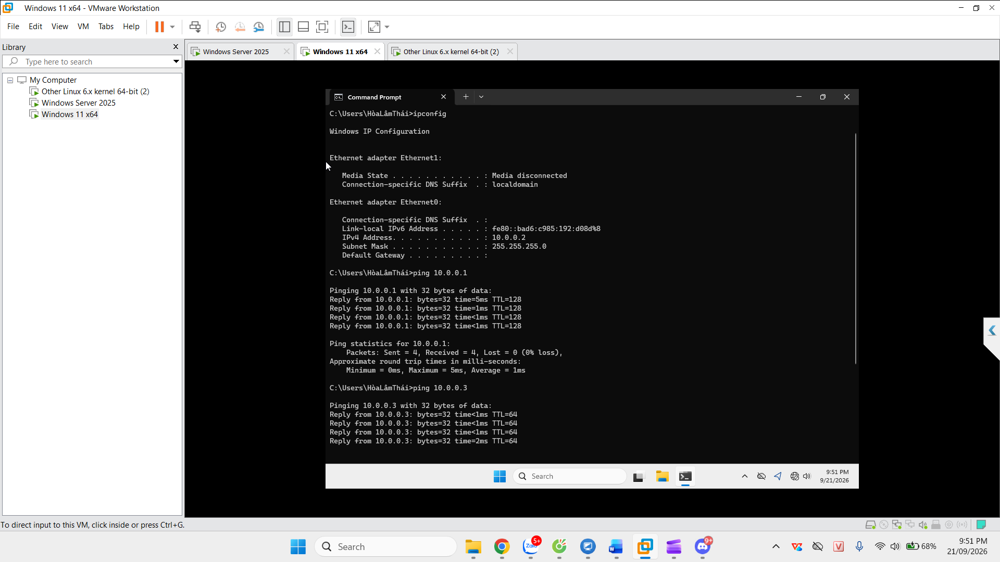 Windows 11 x64 - VMware Workstation
File Edit View VM Tabs Help
Library
Type here to search
My Computer
Other Linux 6.x kernel 64-bit (2)
Windows Server 2025
Windows 11 x64
Windows Server 2025
Windows 11 x64
Other Linux 6.x kernel 64-bit (2)
Command Prompt
C:\Users\HòaLâmThái>ipconfig
Windows IP Configuration
Ethernet adapter Ethernet1:
Media State . . . . . . . . . . . : Media disconnected
Connection-specific DNS Suffix  . : localdomain
Ethernet adapter Ethernet0:
Connection-specific DNS Suffix  . :
Link-local IPv6 Address . . . . . : fe80::bad6:c985:192:d08d%8
IPv4 Address. . . . . . . . . . . : 10.0.0.2
Subnet Mask . . . . . . . . . . . : 255.255.255.0
Default Gateway . . . . . . . . . :
C:\Users\HòaLâmThái>ping 10.0.0.1
Pinging 10.0.0.1 with 32 bytes of data:
Reply from 10.0.0.1: bytes=32 time=5ms TTL=128
Reply from 10.0.0.1: bytes=32 time=1ms TTL=128
Reply from 10.0.0.1: bytes=32 time<1ms TTL=128
Reply from 10.0.0.1: bytes=32 time<1ms TTL=128
Ping statistics for 10.0.0.1:
Packets: Sent = 4, Received = 4, Lost = 0 (0% loss),
Approximate round trip times in milli-seconds:
Minimum = 0ms, Maximum = 5ms, Average = 1ms
C:\Users\HòaLâmThái>ping 10.0.0.3
Pinging 10.0.0.3 with 32 bytes of data:
Reply from 10.0.0.3: bytes=32 time<1ms TTL=64
Reply from 10.0.0.3: bytes=32 time<1ms TTL=64
Reply from 10.0.0.3: bytes=32 time<1ms TTL=64
Reply from 10.0.0.3: bytes=32 time=2ms TTL=64
Search
9:51 PM
9/21/2026
To direct input to this VM, click inside or press Ctrl+G.
Search
Zalo
5+
W
9+
V
68%
9:51 PM
21/09/2026